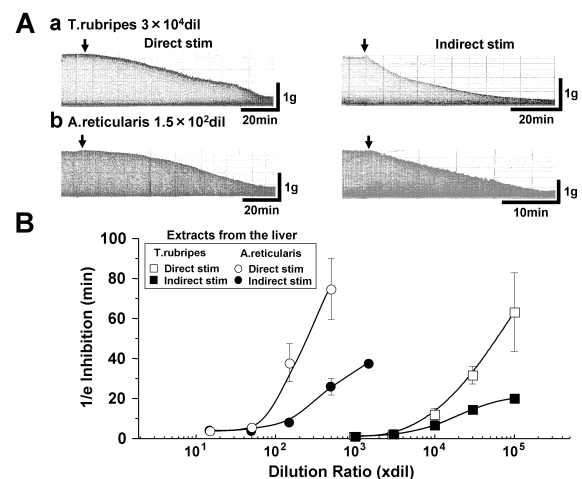 A
a T.rubripes 3×10⁴dil
Direct stim
Indirect stim
1g
20min
1g
20min
b A.reticularis 1.5×10²dil
1g
20min
1g
10min
B
Extracts from the liver
T.rubripes A.reticularis
Direct stim Direct stim
Indirect stim Indirect stim
1/e Inhibition (min)
100
80
60
40
20
0
10¹ 10² 10³ 10⁴ 10⁵
Dilution Ratio (xdil)